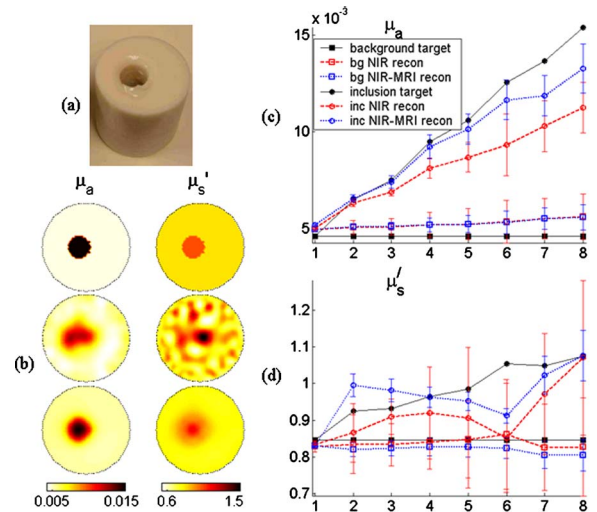 (a)
μa
μs'
(b)
0.005 0.015 0.6 1.5
x 10⁻³
μa
15
10
5
background target
bg NIR recon
bg NIR-MRI recon
inclusion target
inc NIR recon
inc NIR-MRI recon
(c)
1 2 3 4 5 6 7 8
μs/
1.2
1.1
1
0.9
0.8
0.7
(d)
1 2 3 4 5 6 7 8